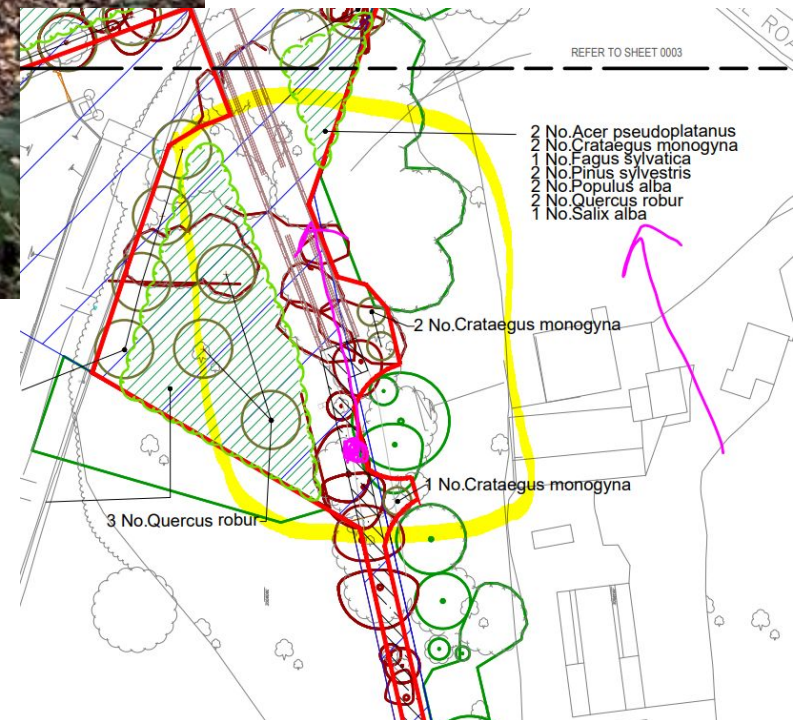 REFER TO SHEET 0003
2 No.Acer pseudoplatanus
2 No.Crataegus monogyna
1 No.Fagus sylvatica
2 No.Pinus sylvestris
2 No.Populus alba
2 No.Quercus robur
1 No.Salix alba
2 No.Crataegus monogyna
1 No.Crataegus monogyna
3 No.Quercus robur